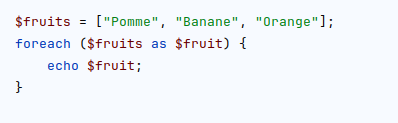 $fruits = ["Pomme", "Banane", "Orange"];
foreach ($fruits as $fruit) {
    echo $fruit;
}